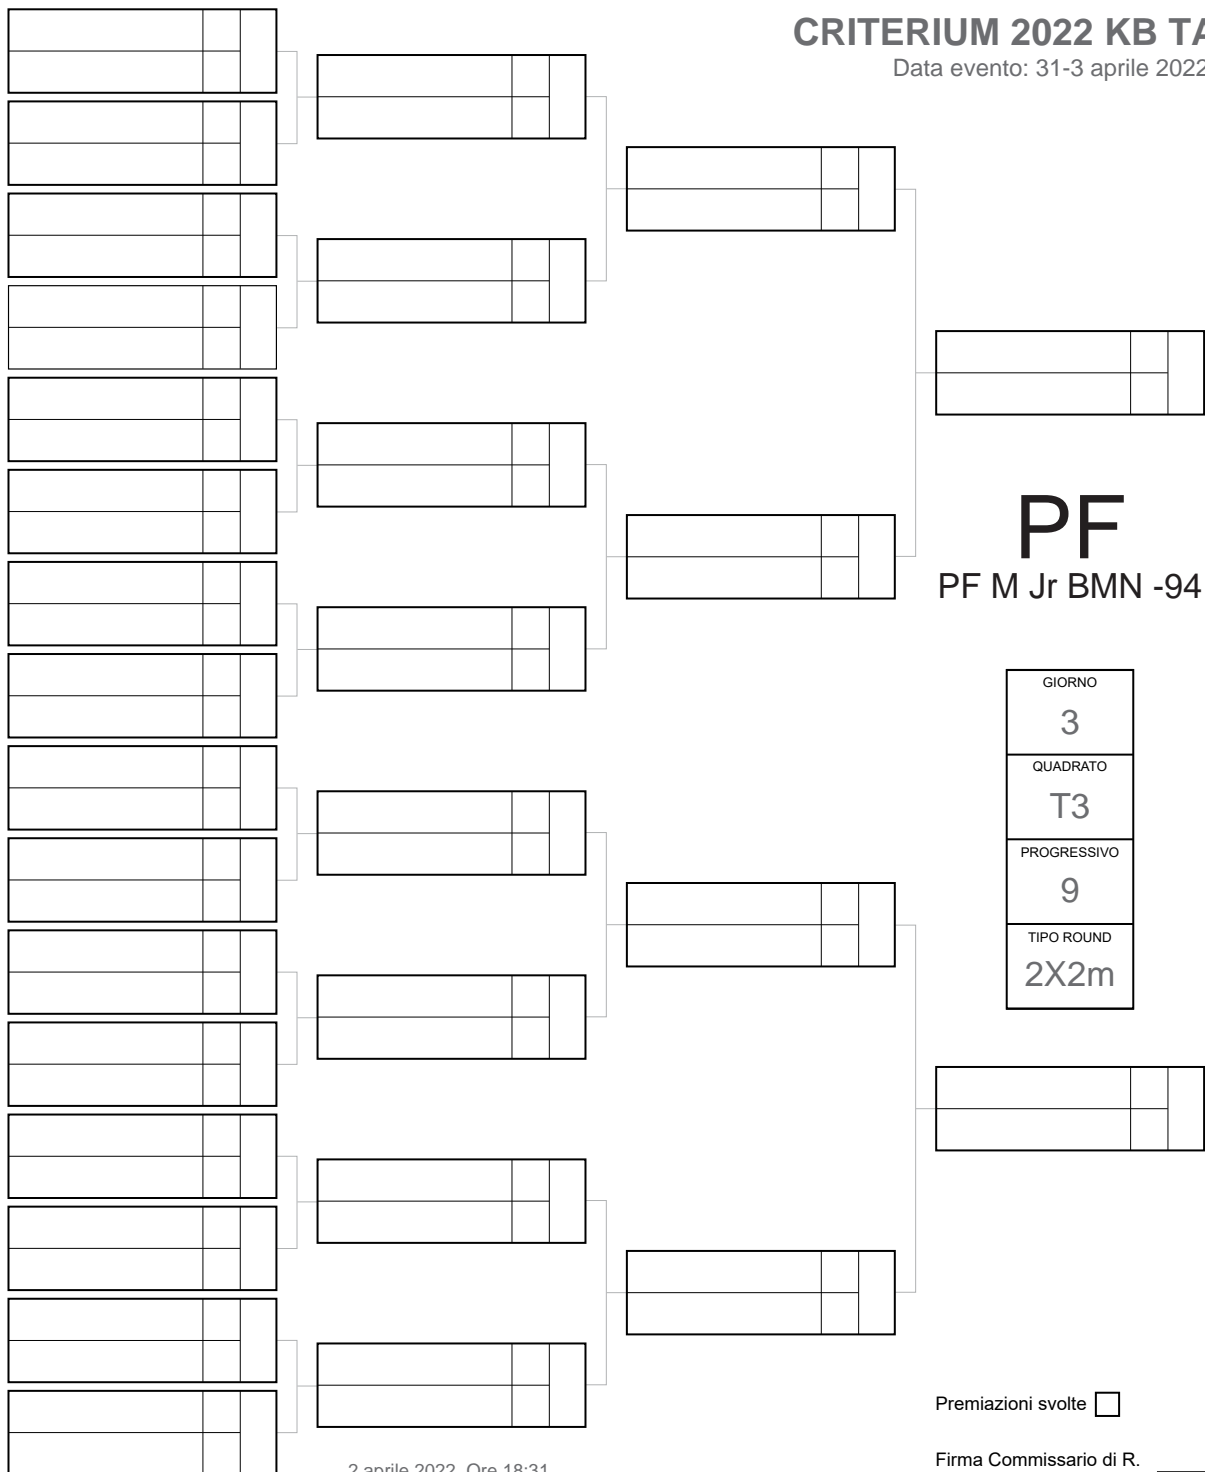 CRITERIUM 2022 KB TA
Data evento: 31-3 aprile 2022
PF
PF M Jr BMN -94
GIORNO
3
QUADRATO
T3
PROGRESSIVO
9
TIPO ROUND
2X2m
Premiazioni svolte
Firma Commissario di R.
2 aprile 2022 Ore 18:31